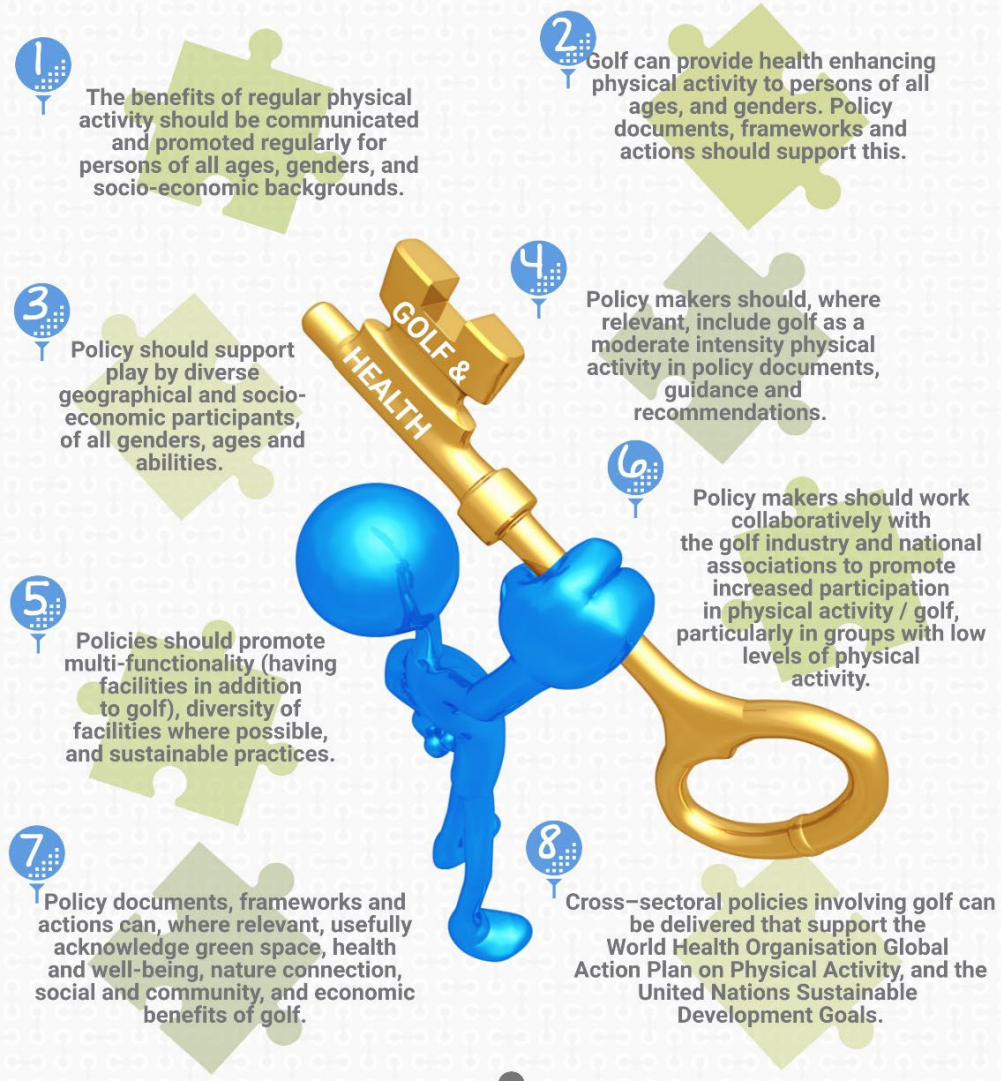 1
The benefits of regular physical
activity should be communicated
and promoted regularly for
persons of all ages, genders, and
socio-economic backgrounds.
2
Golf can provide health enhancing
physical activity to persons of all
ages, and genders. Policy
documents, frameworks and
actions should support this.
3
Policy should support
play by diverse
geographical and socio-
economic participants,
of all genders, ages and
abilities.
GOLF &
HEALTH
4
Policy makers should, where
relevant, include golf as a
moderate intensity physical
activity in policy documents,
guidance and
recommendations.
5
Policies should promote
multi-functionality (having
facilities in addition
to golf), diversity of
facilities where possible,
and sustainable practices.
6
Policy makers should work
collaboratively with
the golf industry and national
associations to promote
increased participation
in physical activity / golf,
particularly in groups with low
levels of physical
activity.
7
Policy documents, frameworks and
actions can, where relevant, usefully
acknowledge green space, health
and well-being, nature connection,
social and community, and economic
benefits of golf.
8
Cross–sectoral policies involving golf can
be delivered that support the
World Health Organisation Global
Action Plan on Physical Activity, and the
United Nations Sustainable
Development Goals.